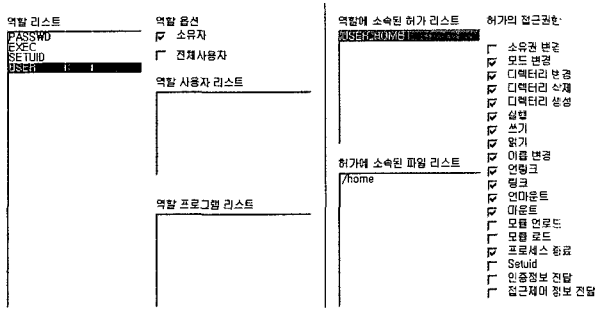 역할 리스트
PASSWD
EXEC
SETUID
USER
역할 옵션
소유자
전체사용자
역할 사용자 리스트
역할 프로그램 리스트
역할에 소속된 허가 리스트
허가에 소속된 파일 리스트
/home
허가의 접근권한
소유권 변경
모드 변경
디렉터리 변경
디렉터리 삭제
디렉터리 생성
실행
쓰기
읽기
이름 변경
언링크
링크
언마운트
마운트
모듈 언로드
모듈 로드
프로세스 종료
Setuid
인증정보 전달
접근제어 정보 전달